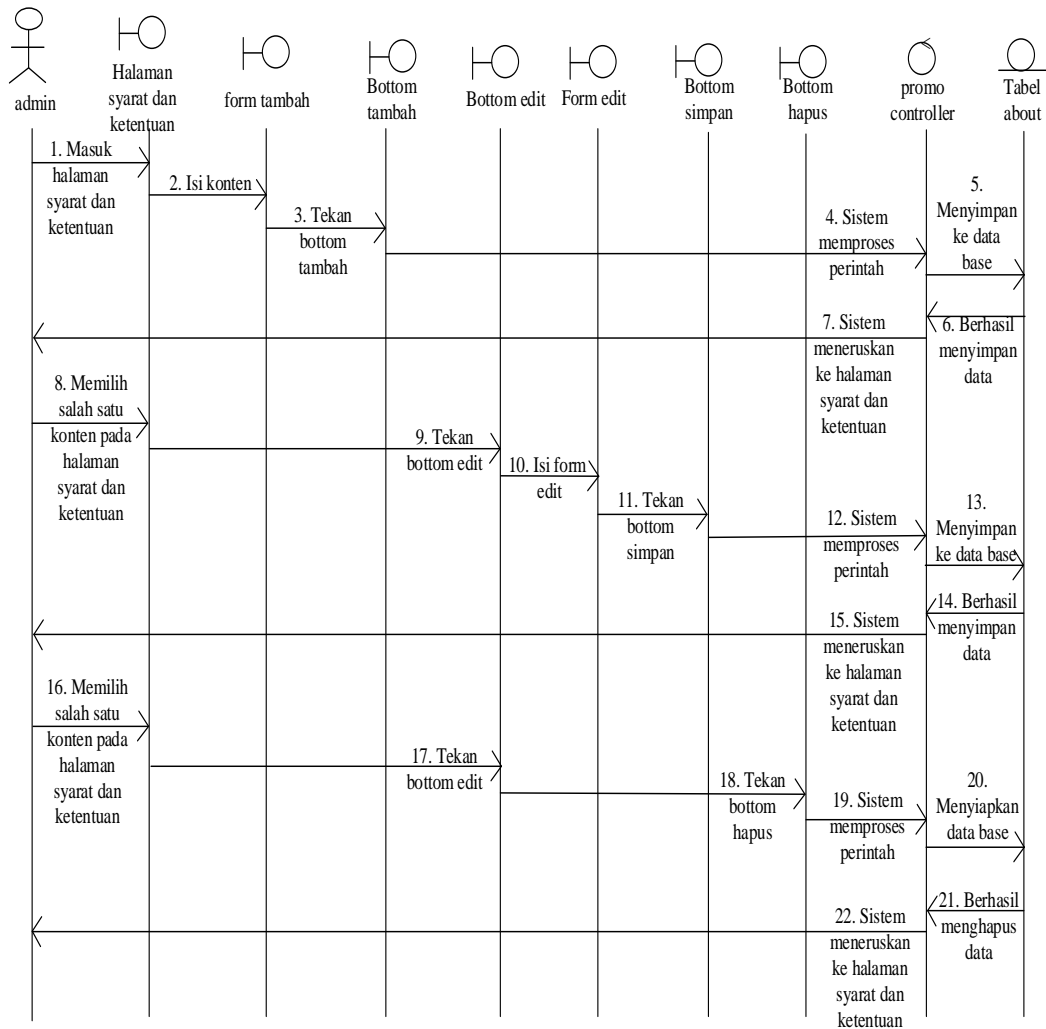 admin
Halaman
syarat dan
ketentuan
form tambah
Bottom
tambah
Bottom edit
Form edit
Bottom
simpan
Bottom
hapus
promo
controller
Tabel
about
1. Masuk
halaman
syarat dan
ketentuan
2. Isi konten
3. Tekan
bottom
tambah
4. Sistem
memproses
perintah
5.
Menyimpan
ke data
base
6. Berhasil
menyimpan
data
7. Sistem
meneruskan
ke halaman
syarat dan
ketentuan
8. Memilih
salah satu
konten pada
halaman
syarat dan
ketentuan
9. Tekan
bottom edit
10. Isi form
edit
11. Tekan
bottom
simpan
12. Sistem
memproses
perintah
13.
Menyimpan
ke data base
14. Berhasil
menyimpan
data
15. Sistem
meneruskan
ke halaman
syarat dan
ketentuan
16. Memilih
salah satu
konten pada
halaman
syarat dan
ketentuan
17. Tekan
bottom edit
18. Tekan
bottom
hapus
19. Sistem
memproses
perintah
20.
Menyiapkan
data base
21. Berhasil
menghapus
data
22. Sistem
meneruskan
ke halaman
syarat dan
ketentuan